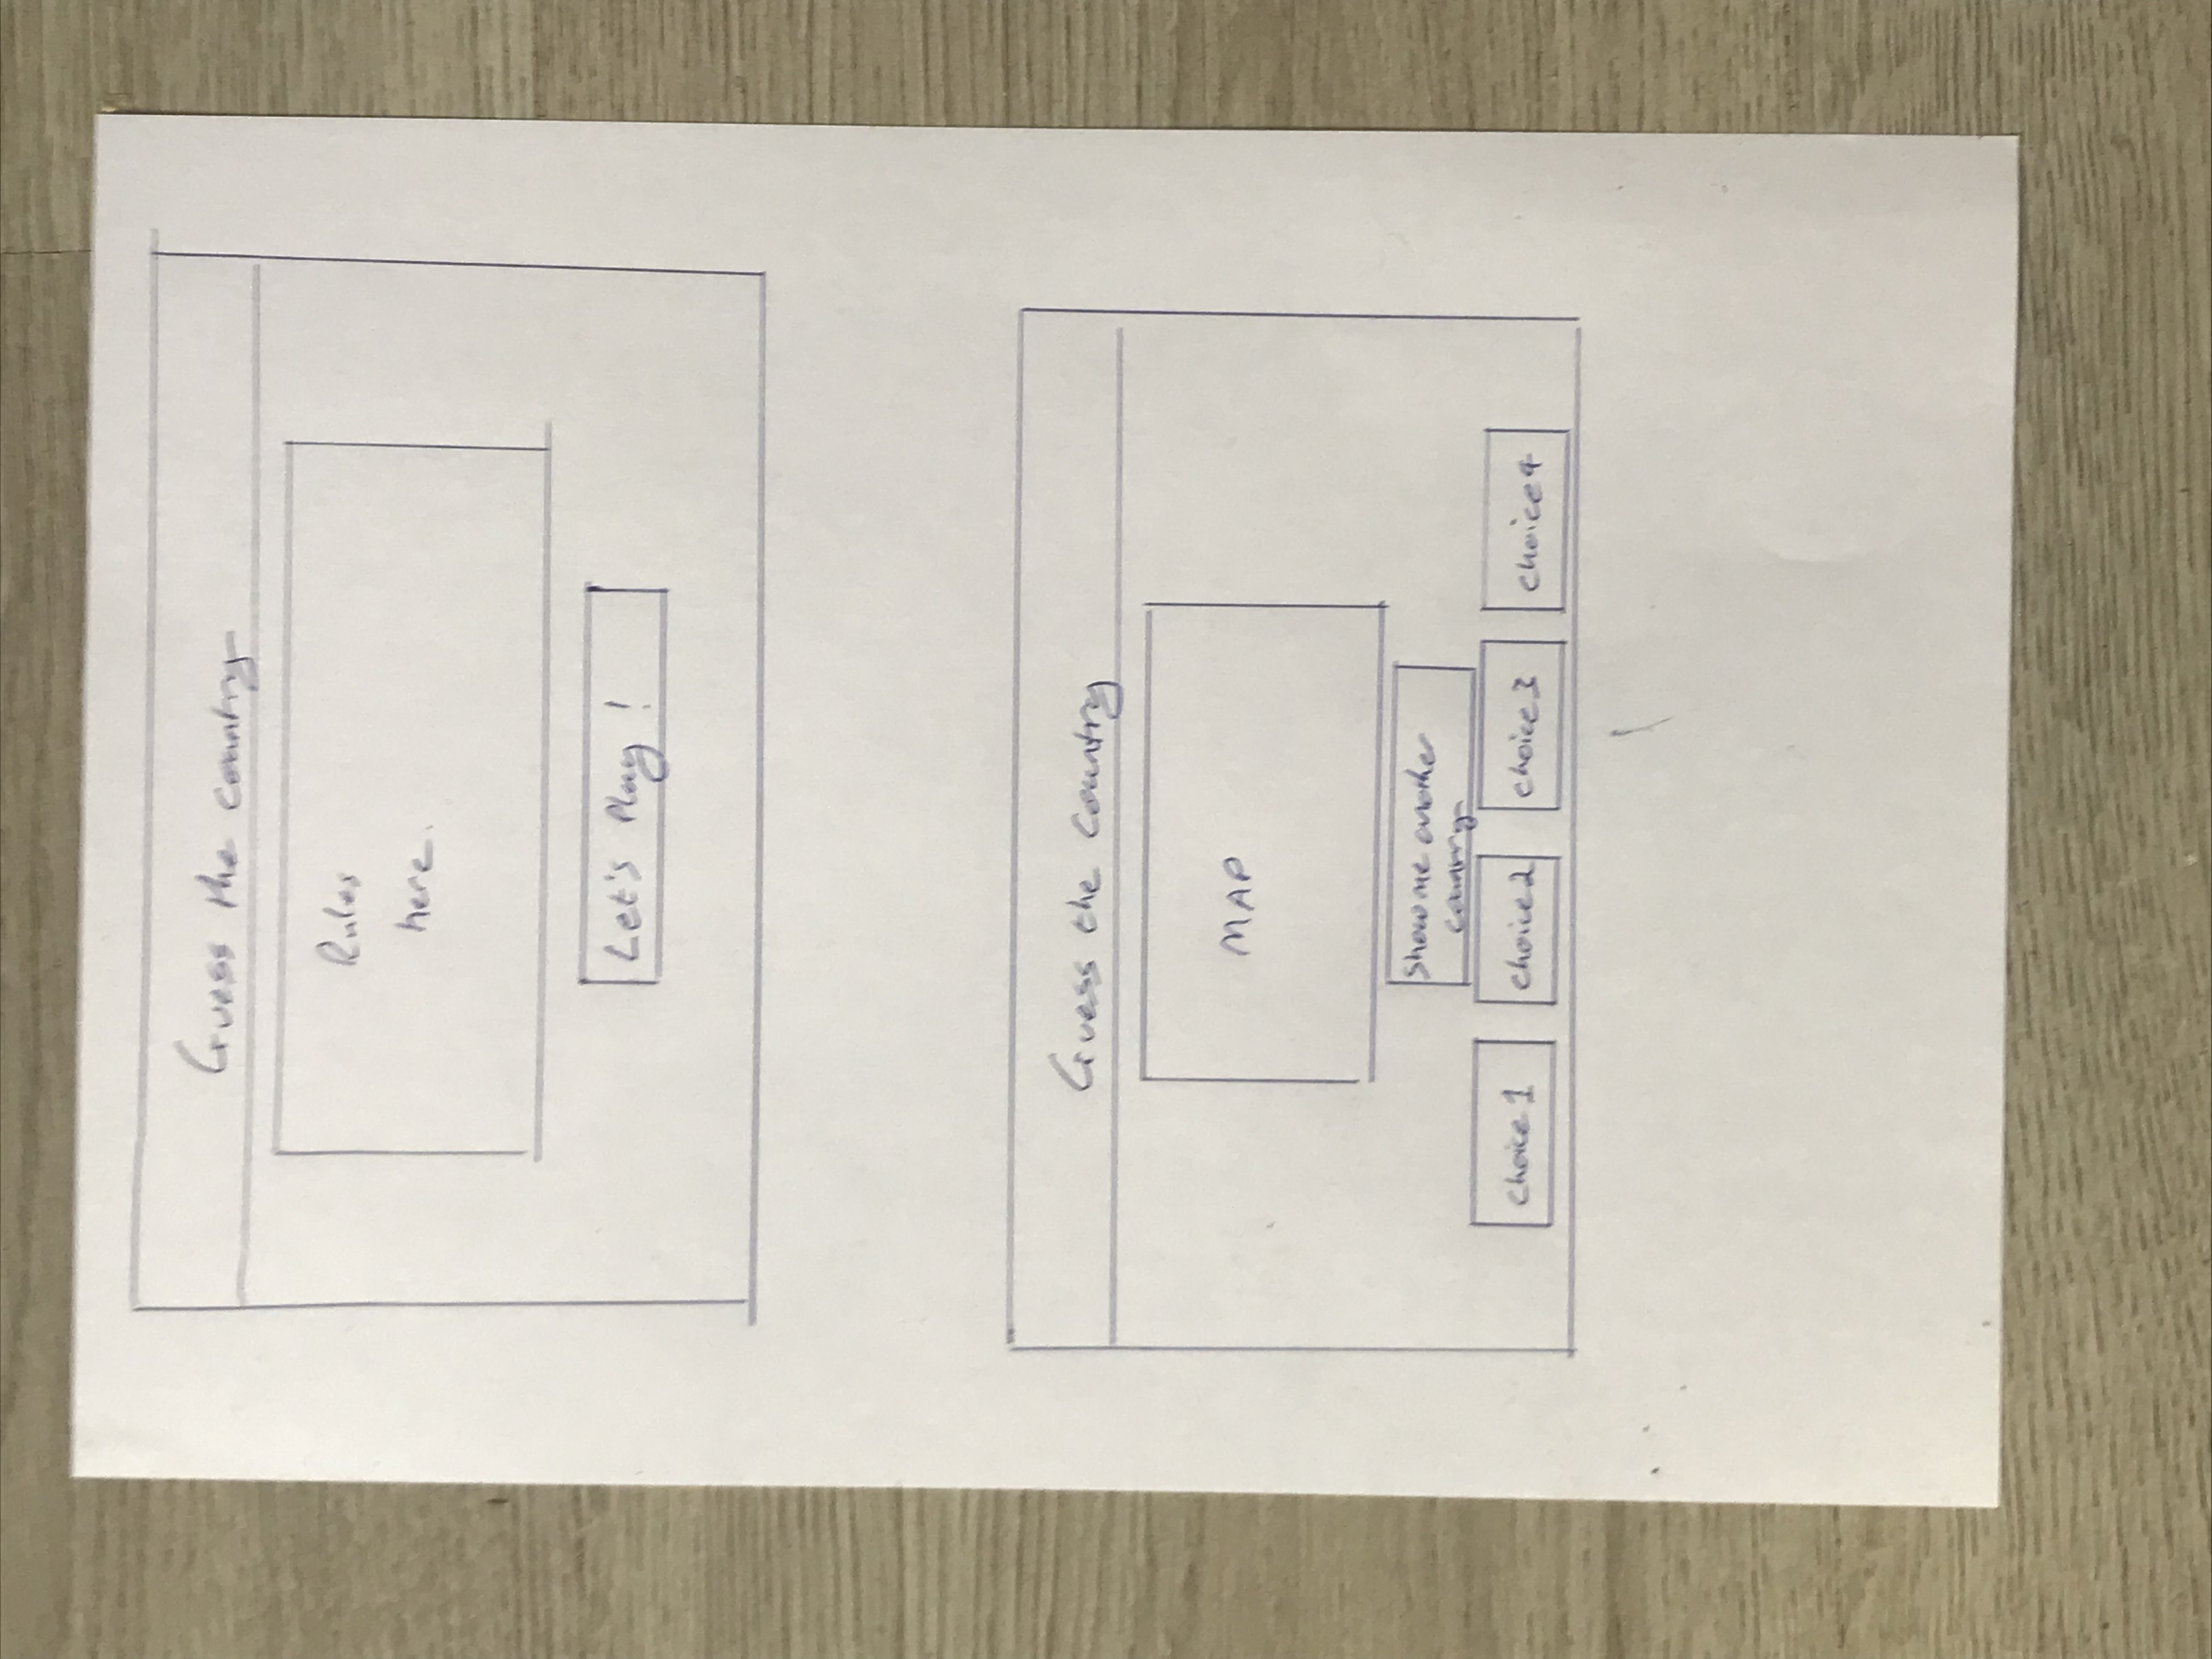 Guess the country
Rules
here.
Let's Play !
Guess the Country
MAP
Show me another
country
choice 1
choice 2
choice 3
choice 4